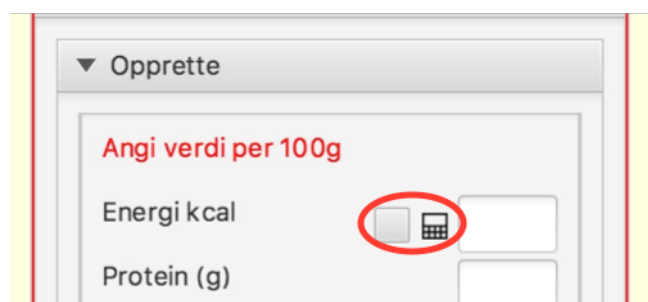 Opprette
Angi verdi per 100g
Energi kcal
Protein (g)